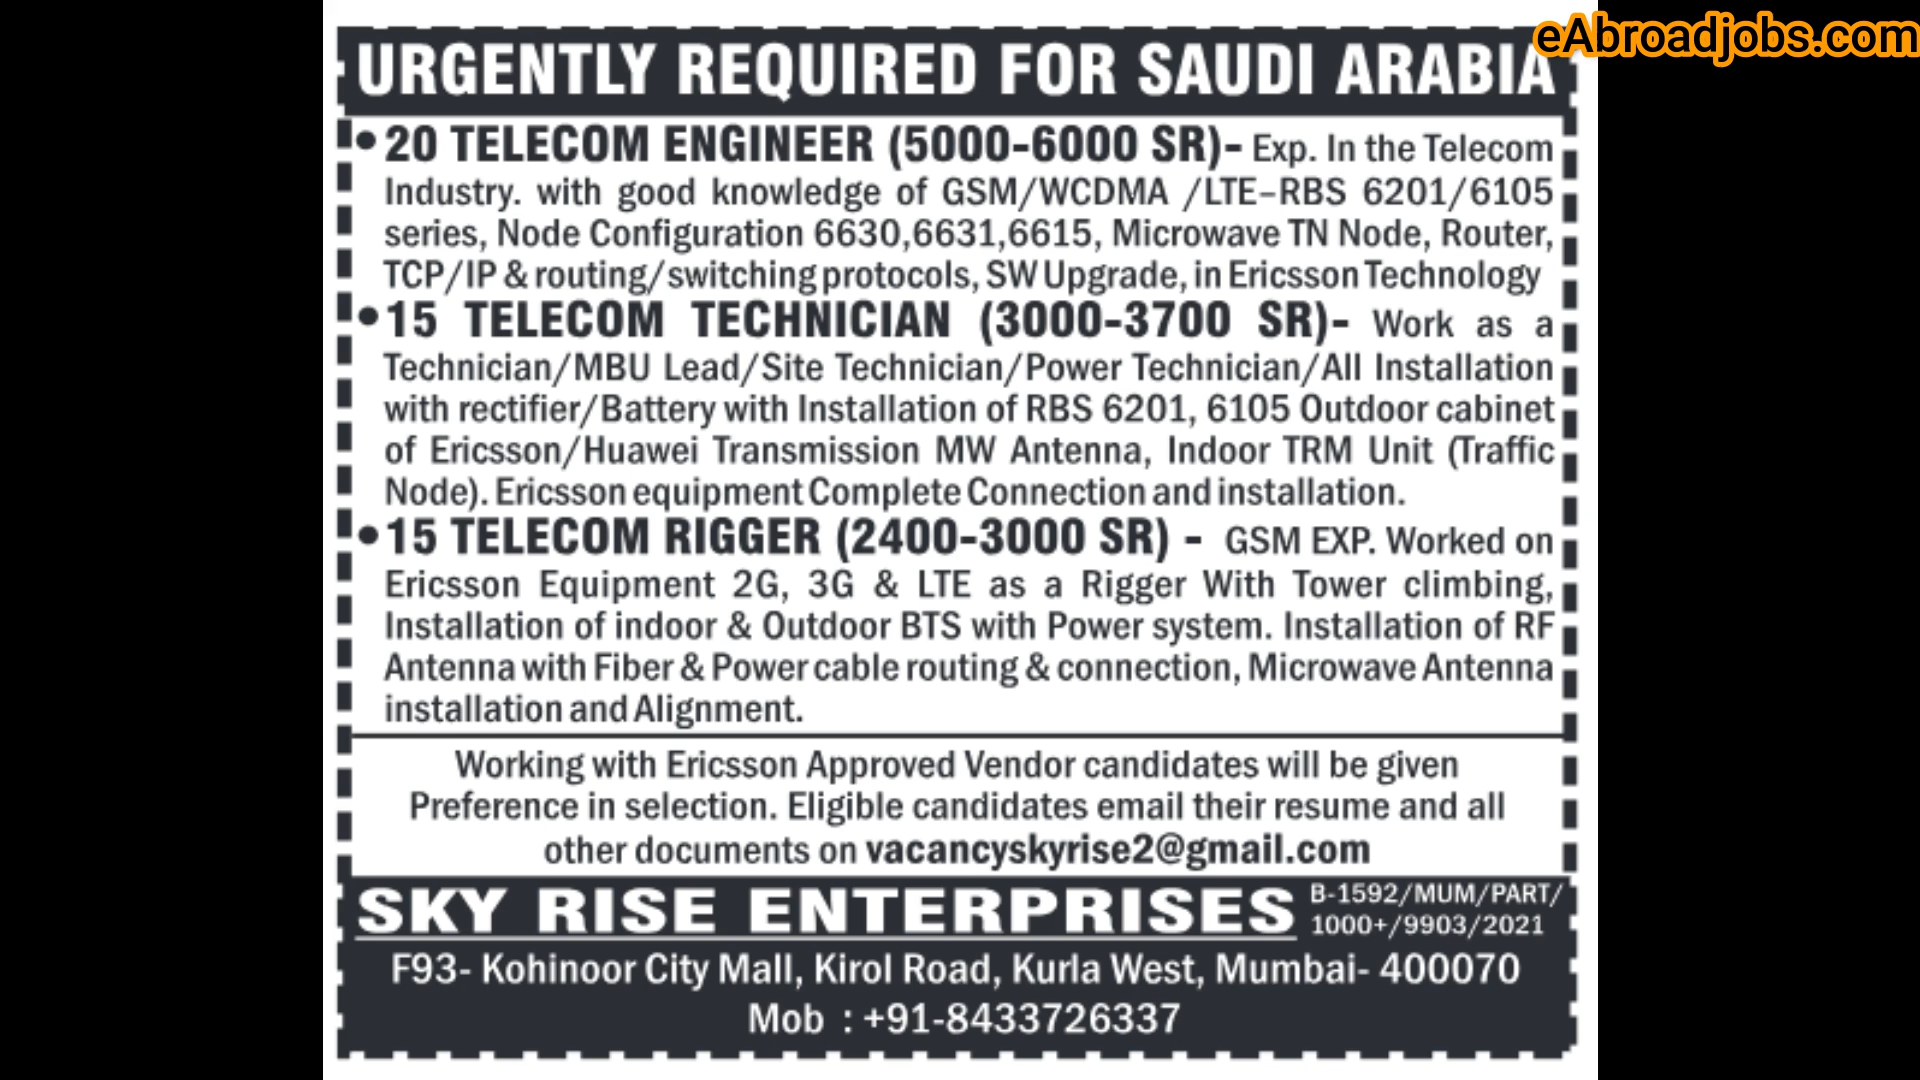 eAbroadjobs.com
URGENTLY REQUIRED FOR SAUDI ARABIA
•20 TELECOM ENGINEER (5000-6000 SR)- Exp. In the Telecom
Industry. with good knowledge of GSM/WCDMA /LTE-RBS 6201/6105
series, Node Configuration 6630,6631,6615, Microwave TN Node, Router,
TCP/IP & routing/switching protocols, SW Upgrade, in Ericsson Technology
•15 TELECOM TECHNICIAN (3000-3700 SR)- Work as a
Technician/MBU Lead/Site Technician/Power Technician/All Installation
with rectifier/Battery with Installation of RBS 6201, 6105 Outdoor cabinet
of Ericsson/Huawei Transmission MW Antenna, Indoor TRM Unit (Traffic
Node). Ericsson equipment Complete Connection and installation.
•15 TELECOM RIGGER (2400-3000 SR) - GSM EXP. Worked on
Ericsson Equipment 2G, 3G & LTE as a Rigger With Tower climbing,
Installation of indoor & Outdoor BTS with Power system. Installation of RF
Antenna with Fiber & Power cable routing & connection, Microwave Antenna
installation and Alignment.
Working with Ericsson Approved Vendor candidates will be given
Preference in selection. Eligible candidates email their resume and all
other documents on vacancyskyrise2@gmail.com
SKY RISE ENTERPRISES B-1592/MUM/PART/
1000+/9903/2021
F93- Kohinoor City Mall, Kirol Road, Kurla West, Mumbai- 400070
Mob : +91-8433726337